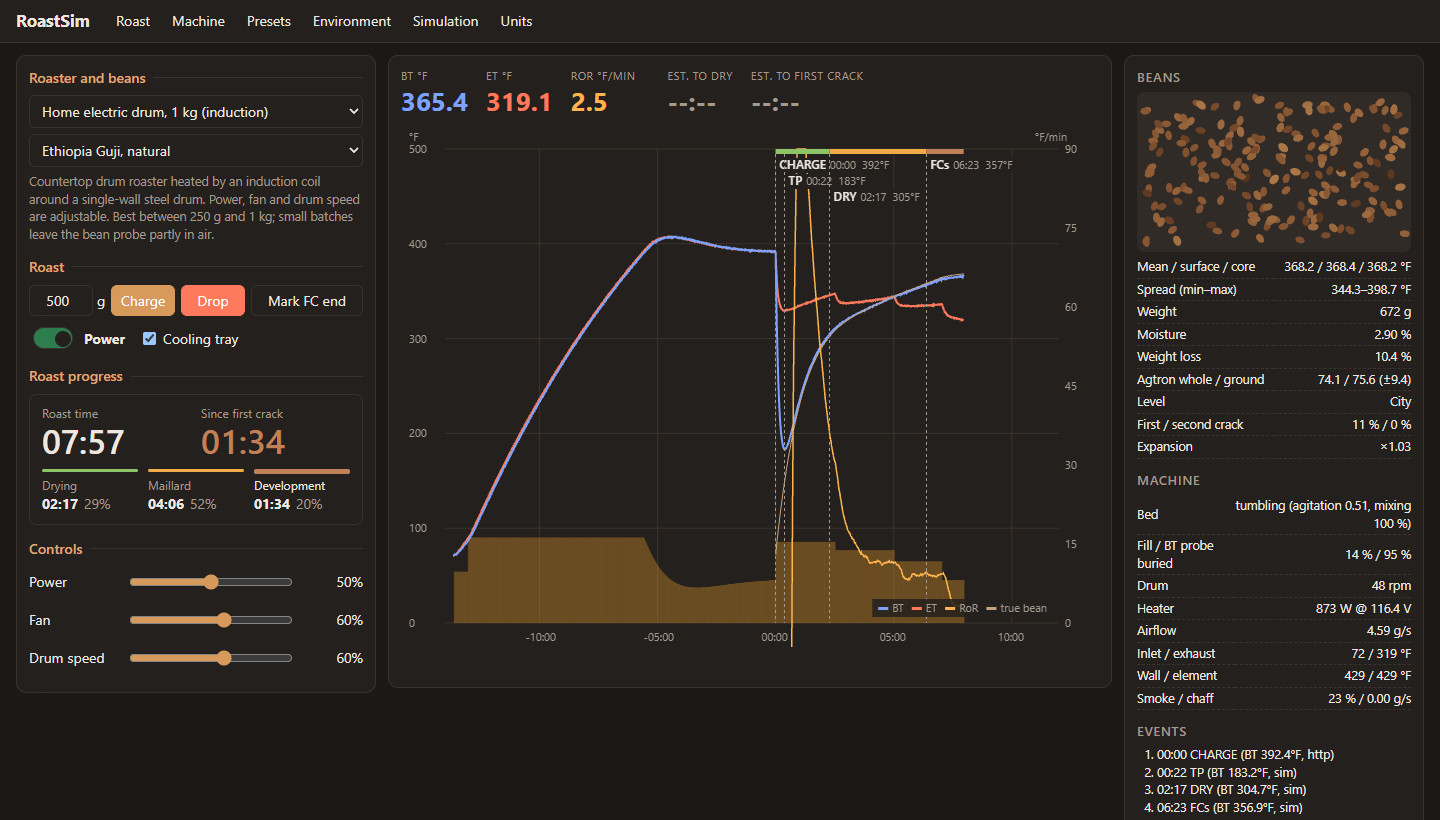 RoastSim Roast Machine Presets Environment Simulation Units
Roaster and beans
Home electric drum, 1 kg (induction)
Ethiopia Guji, natural
Countertop drum roaster heated by an induction coil
around a single-wall steel drum. Power, fan and drum speed
are adjustable. Best between 250 g and 1 kg; small batches
leave the bean probe partly in air.
Roast
500 g Charge Drop Mark FC end
Power Cooling tray
Roast progress
Roast time Since first crack
07:57 01:34
Drying Maillard Development
02:17 29% 04:06 52% 01:34 20%
Controls
Power 50%
Fan 60%
Drum speed 60%
BT °F ET °F ROR °F/MIN EST. TO DRY EST. TO FIRST CRACK
365.4 319.1 2.5 --:-- --:--
°F °F/min
500 90
CHARGE 00:00 392°F FCs 06:23 357°F
TP 00:22 183°F
DRY 02:17 305°F
75
400
60
300
45
200
30
100
15
BT ET RoR true bean
0 0
-10:00 -05:00 00:00 05:00 10:00
BEANS
Mean / surface / core 368.2 / 368.4 / 368.2 °F
Spread (min–max) 344.3–398.7 °F
Weight 672 g
Moisture 2.90 %
Weight loss 10.4 %
Agtron whole / ground 74.1 / 75.6 (±9.4)
Level City
First / second crack 11 % / 0 %
Expansion ×1.03
MACHINE
Bed tumbling (agitation 0.51, mixing
100 %)
Fill / BT probe
buried 14 % / 95 %
Drum 48 rpm
Heater 873 W @ 116.4 V
Airflow 4.59 g/s
Inlet / exhaust 72 / 319 °F
Wall / element 429 / 429 °F
Smoke / chaff 23 % / 0.00 g/s
EVENTS
1. 00:00 CHARGE (BT 392.4°F, http)
2. 00:22 TP (BT 183.2°F, sim)
3. 02:17 DRY (BT 304.7°F, sim)
4. 06:23 FCs (BT 356.9°F, sim)